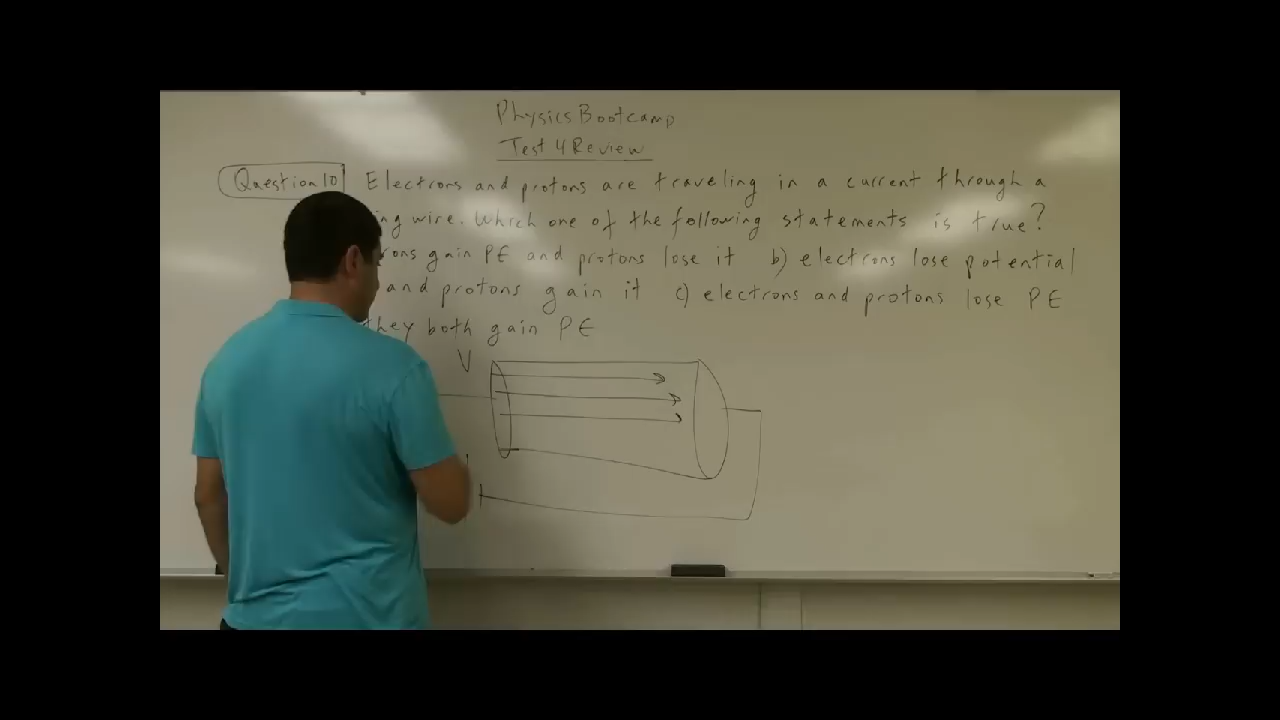 Physics Bootcamp
Test 4 Review
Question 10 Electrons and protons are traveling in a current through a
ing wire. Which one of the following statements is true?
rons gain PE and protons lose it b) electrons lose potential
and protons gain it c) electrons and protons lose PE
they both gain PE
V